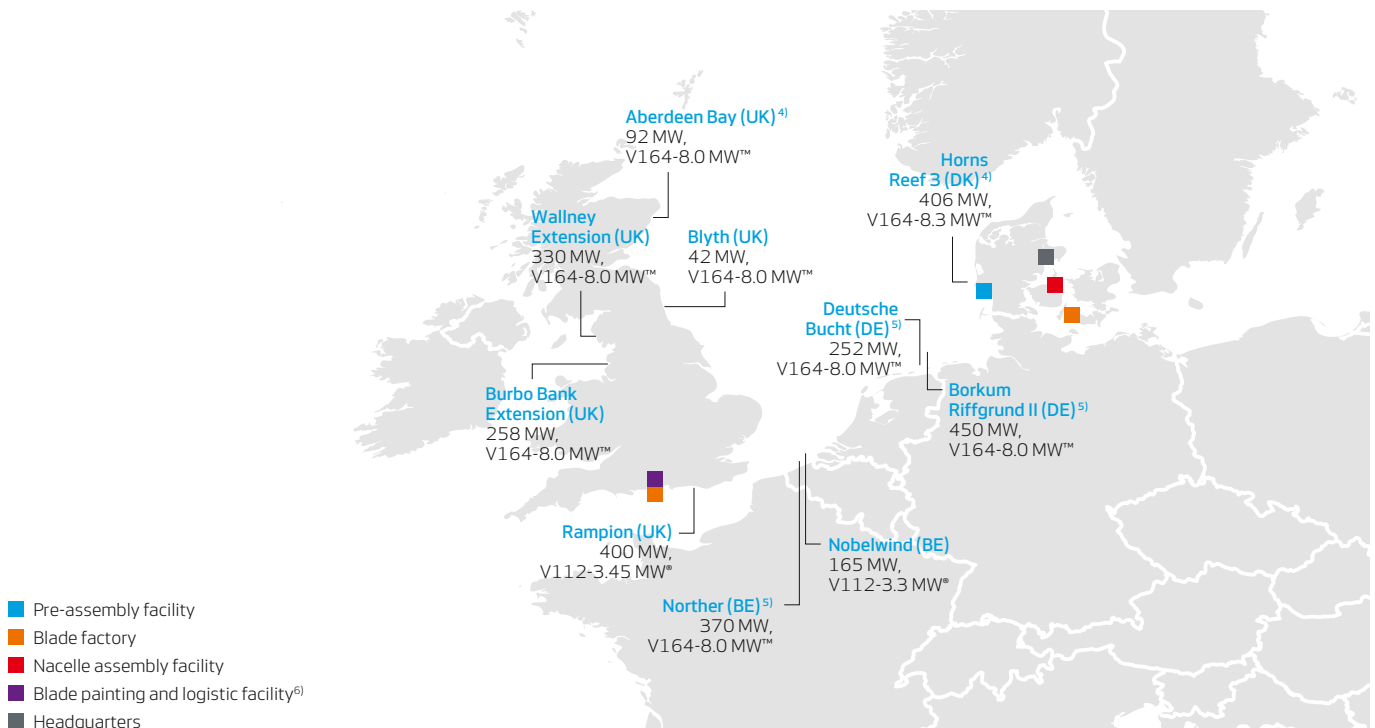 Aberdeen Bay (UK) 4)
92 MW,
V164-8.0 MW™
Horns
Reef 3 (DK) 4)
406 MW,
V164-8.3 MW™
Wallney
Extension (UK)
330 MW,
V164-8.0 MW™
Blyth (UK)
42 MW,
V164-8.0 MW™
Deutsche
Bucht (DE) 5)
252 MW,
V164-8.0 MW™
Burbo Bank
Extension (UK)
258 MW,
V164-8.0 MW™
Borkum
Riffgrund II (DE) 5)
450 MW,
V164-8.0 MW™
Rampion (UK)
400 MW,
V112-3.45 MW®
Nobelwind (BE)
165 MW,
V112-3.3 MW®
Norther (BE) 5)
370 MW,
V164-8.0 MW™
Pre-assembly facility
Blade factory
Nacelle assembly facility
Blade painting and logistic facility6)
Headquarters